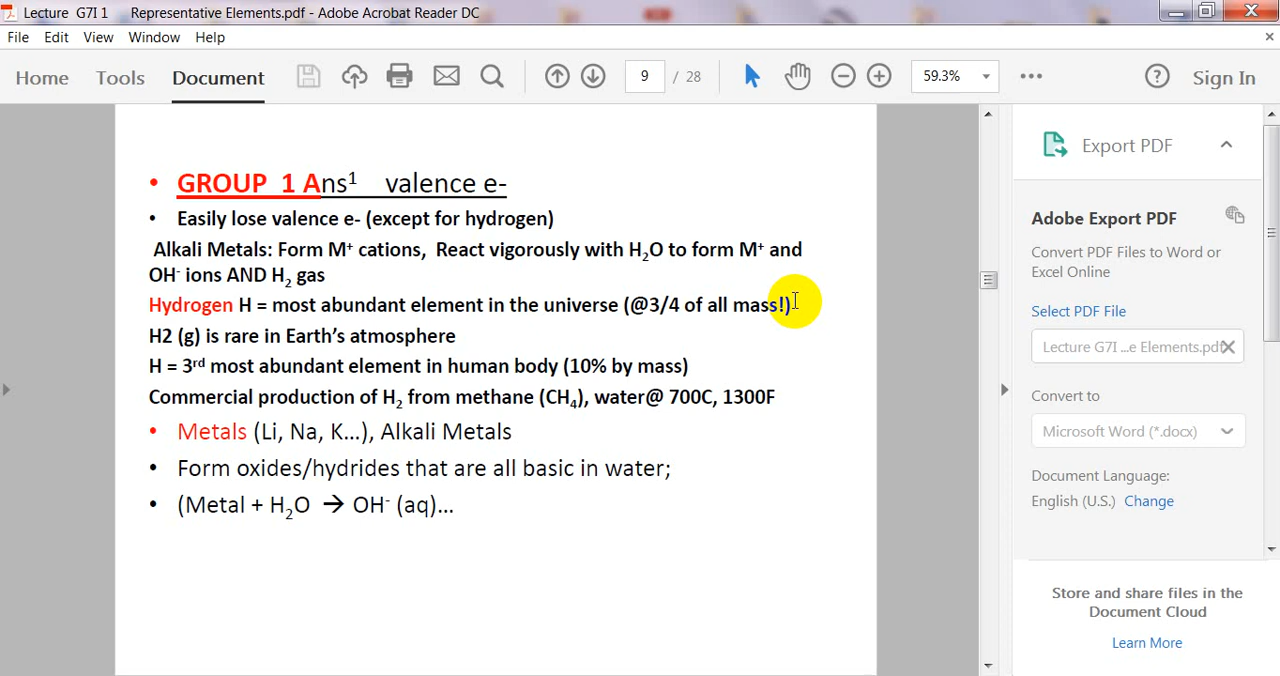 Lecture G7I 1 Representative Elements.pdf - Adobe Acrobat Reader DC
File Edit View Window Help
Home Tools Document 9 / 28 59.3% Sign In
• GROUP 1 Ans¹ valence e-
• Easily lose valence e- (except for hydrogen)
Alkali Metals: Form M⁺ cations, React vigorously with H₂O to form M⁺ and
OH⁻ ions AND H₂ gas
Hydrogen H = most abundant element in the universe (@3/4 of all mass!)
H2 (g) is rare in Earth’s atmosphere
H = 3ʳᵈ most abundant element in human body (10% by mass)
Commercial production of H₂ from methane (CH₄), water@ 700C, 1300F
• Metals (Li, Na, K…), Alkali Metals
• Form oxides/hydrides that are all basic in water;
• (Metal + H₂O → OH⁻ (aq)…
Export PDF
Adobe Export PDF
Convert PDF Files to Word or
Excel Online
Select PDF File
Lecture G7I ...e Elements.pdf
Convert to
Microsoft Word (*.docx)
Document Language:
English (U.S.) Change
Store and share files in the
Document Cloud
Learn More